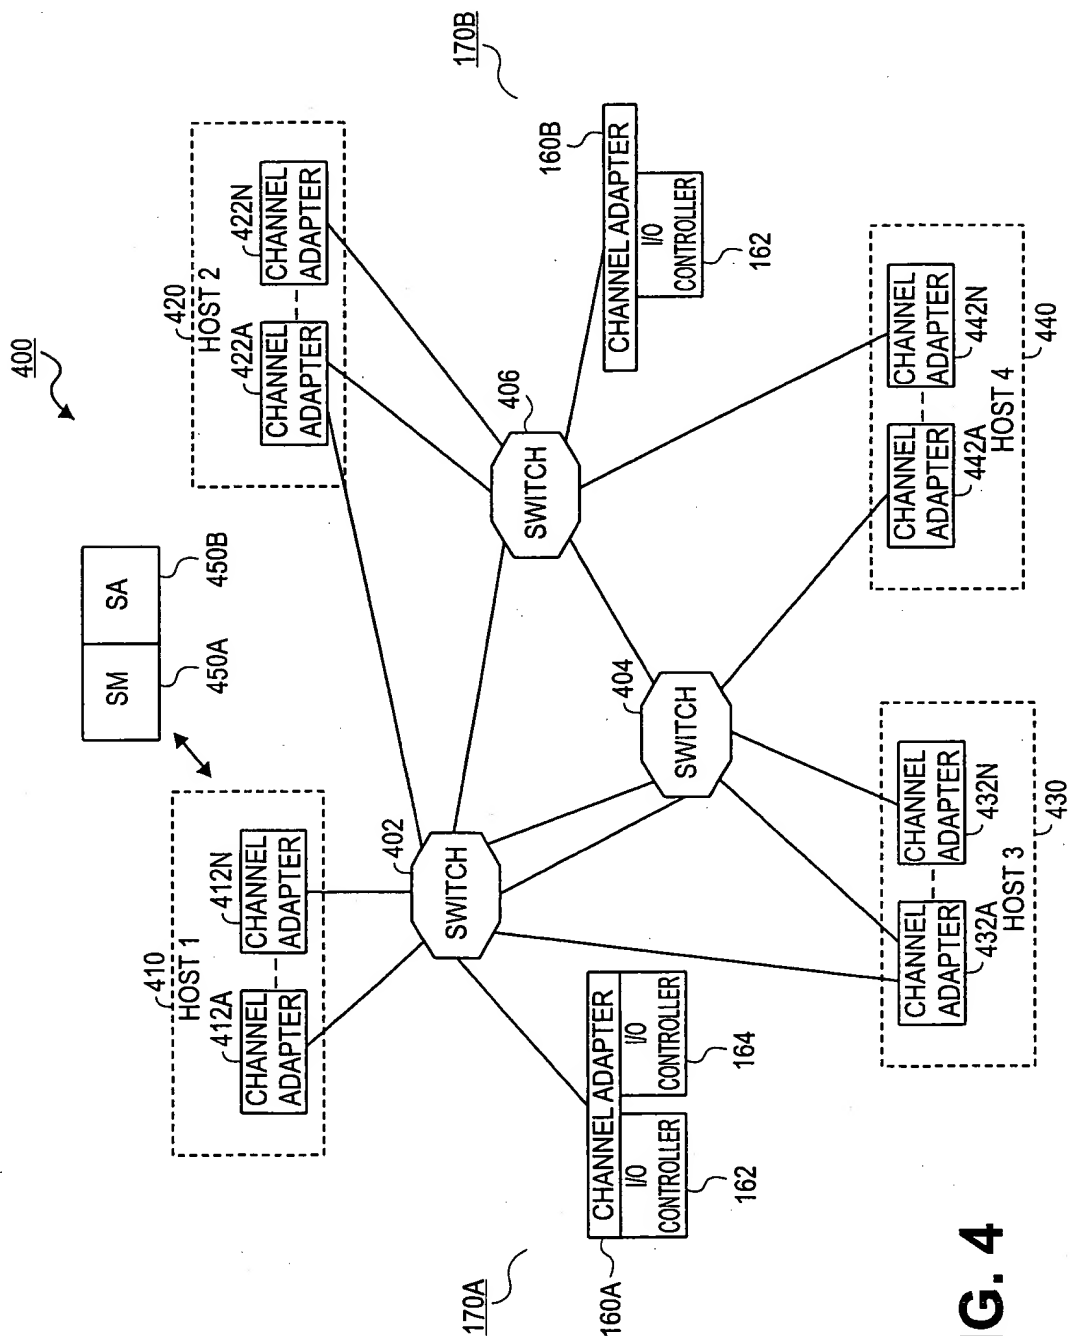 400
SM
SA
450A
450B
410
HOST 1
412A
CHANNEL
ADAPTER
412N
CHANNEL
ADAPTER
420
HOST 2
422A
CHANNEL
ADAPTER
422N
CHANNEL
ADAPTER
170B
402
SWITCH
406
SWITCH
404
SWITCH
160B
CHANNEL ADAPTER
I/O
CONTROLLER
162
170A
160A
CHANNEL ADAPTER
I/O
CONTROLLER
162
I/O
CONTROLLER
164
CHANNEL
ADAPTER
432A
CHANNEL
ADAPTER
432N
HOST 3
430
CHANNEL
ADAPTER
442A
CHANNEL
ADAPTER
442N
HOST 4
440
G. 4